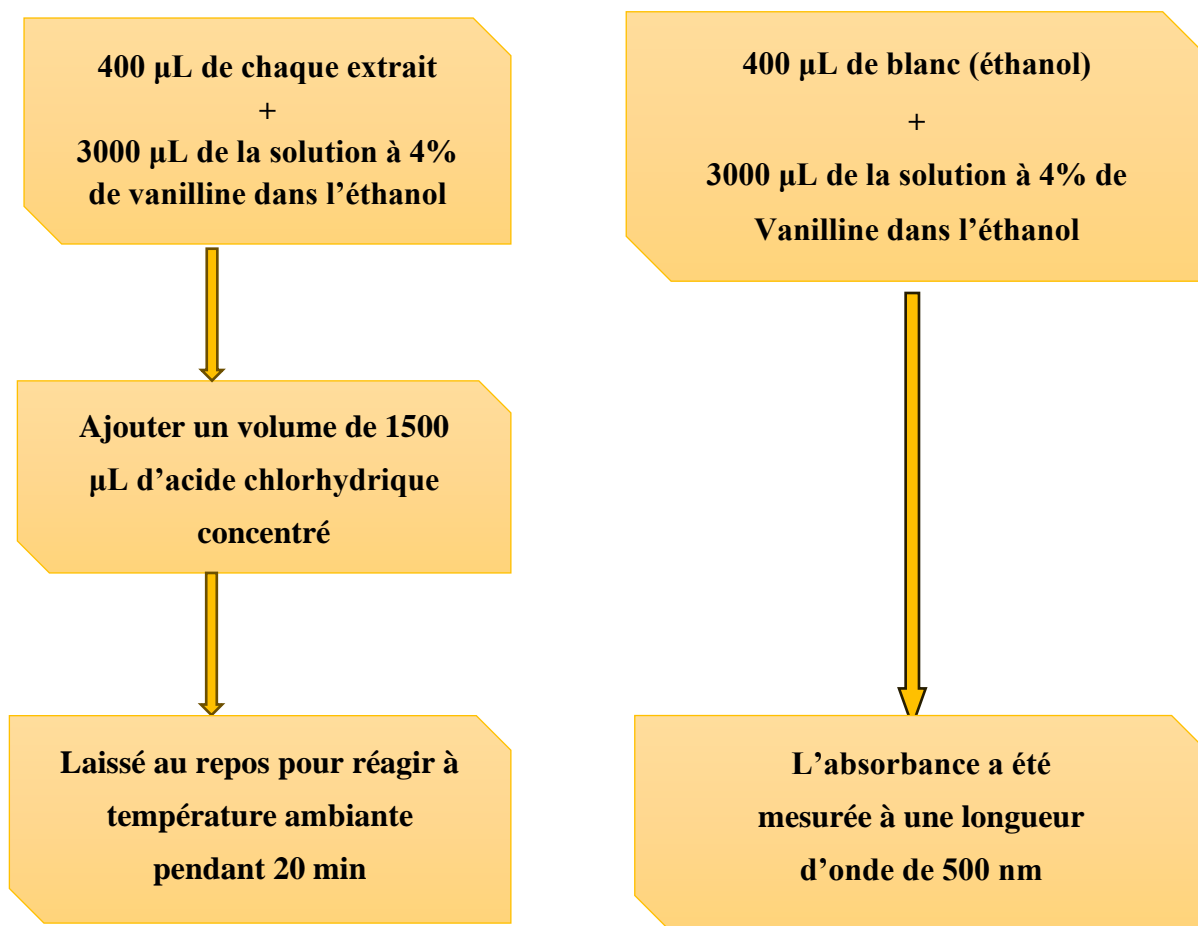 400 µL de chaque extrait
+
3000 µL de la solution à 4%
de vanilline dans l’éthanol
Ajouter un volume de 1500
µL d’acide chlorhydrique
concentré
Laissé au repos pour réagir à
température ambiante
pendant 20 min
400 µL de blanc (éthanol)
+
3000 µL de la solution à 4% de
Vanilline dans l’éthanol
L’absorbance a été
mesurée à une longueur
d’onde de 500 nm